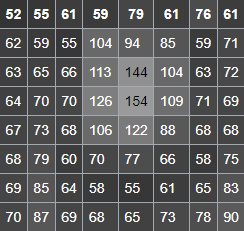 52 55 61 59 79 61 76 61
62 59 55 104 94 85 59 71
63 65 66 113 144 104 63 72
64 70 70 126 154 109 71 69
67 73 68 106 122 88 68 68
68 79 60 70 77 66 58 75
69 85 64 58 55 61 65 83
70 87 69 68 65 73 78 90